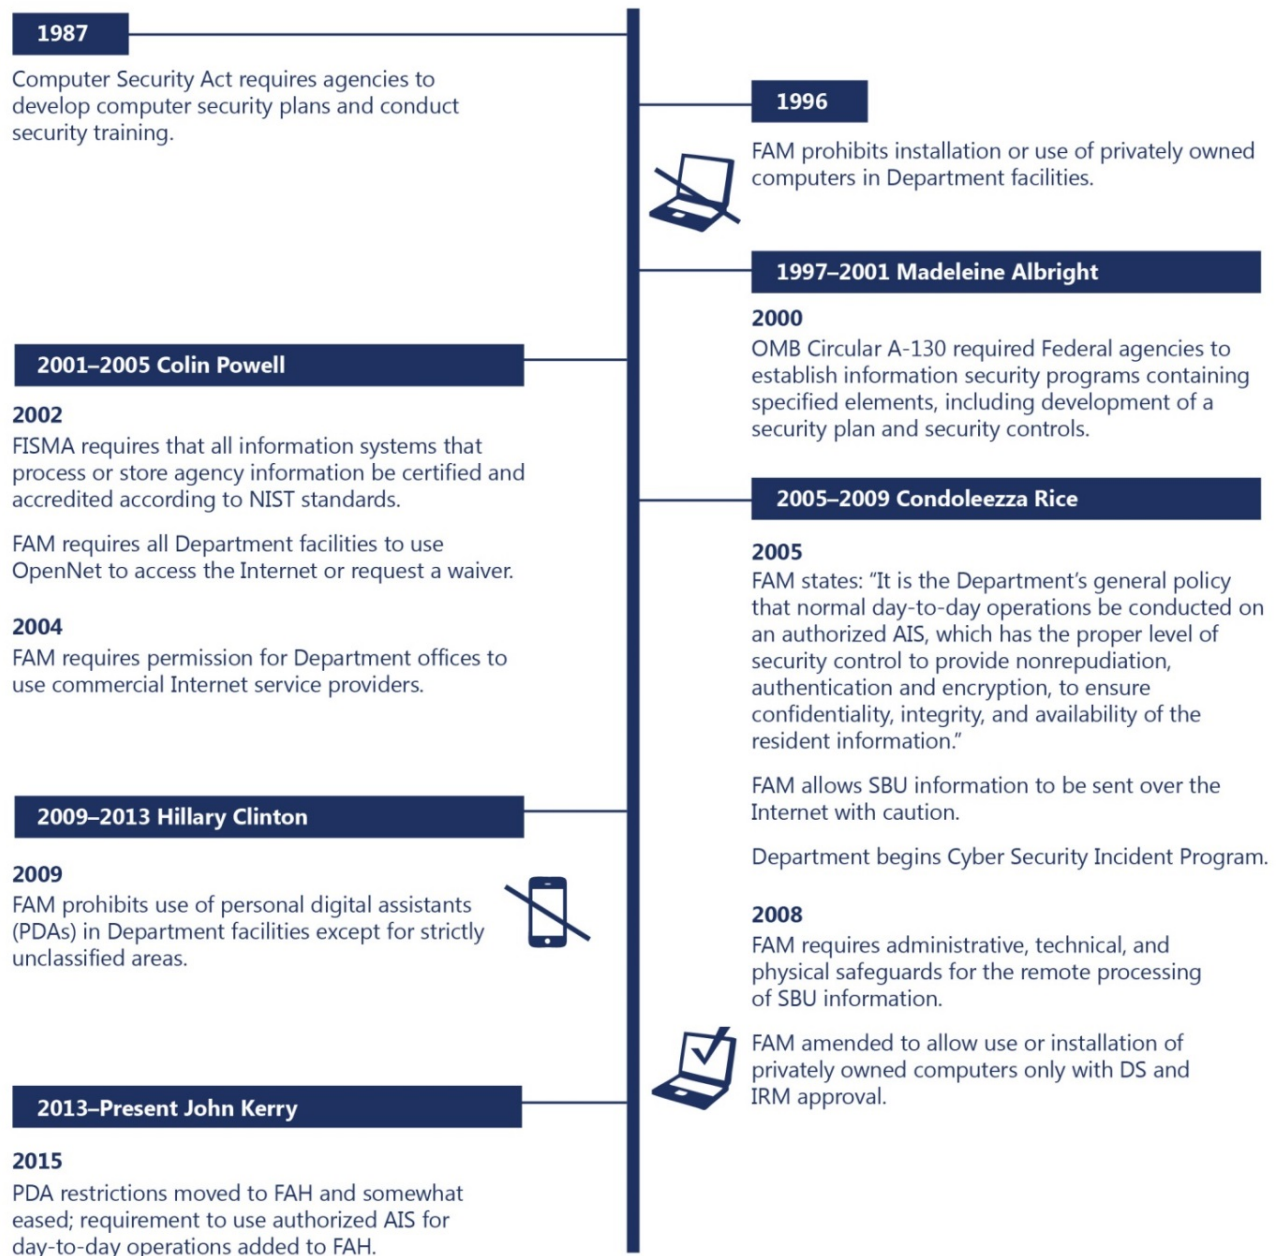 1987
Computer Security Act requires agencies to
develop computer security plans and conduct
security training.
1996
FAM prohibits installation or use of privately owned
computers in Department facilities.
1997–2001 Madeleine Albright
2000
OMB Circular A-130 required Federal agencies to
establish information security programs containing
specified elements, including development of a
security plan and security controls.
2001–2005 Colin Powell
2002
FISMA requires that all information systems that
process or store agency information be certified and
accredited according to NIST standards.
FAM requires all Department facilities to use
OpenNet to access the Internet or request a waiver.
2004
FAM requires permission for Department offices to
use commercial Internet service providers.
2005–2009 Condoleezza Rice
2005
FAM states: “It is the Department’s general policy
that normal day-to-day operations be conducted on
an authorized AIS, which has the proper level of
security control to provide nonrepudiation,
authentication and encryption, to ensure
confidentiality, integrity, and availability of the
resident information.”
FAM allows SBU information to be sent over the
Internet with caution.
Department begins Cyber Security Incident Program.
2008
FAM requires administrative, technical, and
physical safeguards for the remote processing
of SBU information.
FAM amended to allow use or installation of
privately owned computers only with DS and
IRM approval.
2009–2013 Hillary Clinton
2009
FAM prohibits use of personal digital assistants
(PDAs) in Department facilities except for strictly
unclassified areas.
2013–Present John Kerry
2015
PDA restrictions moved to FAH and somewhat
eased; requirement to use authorized AIS for
day-to-day operations added to FAH.